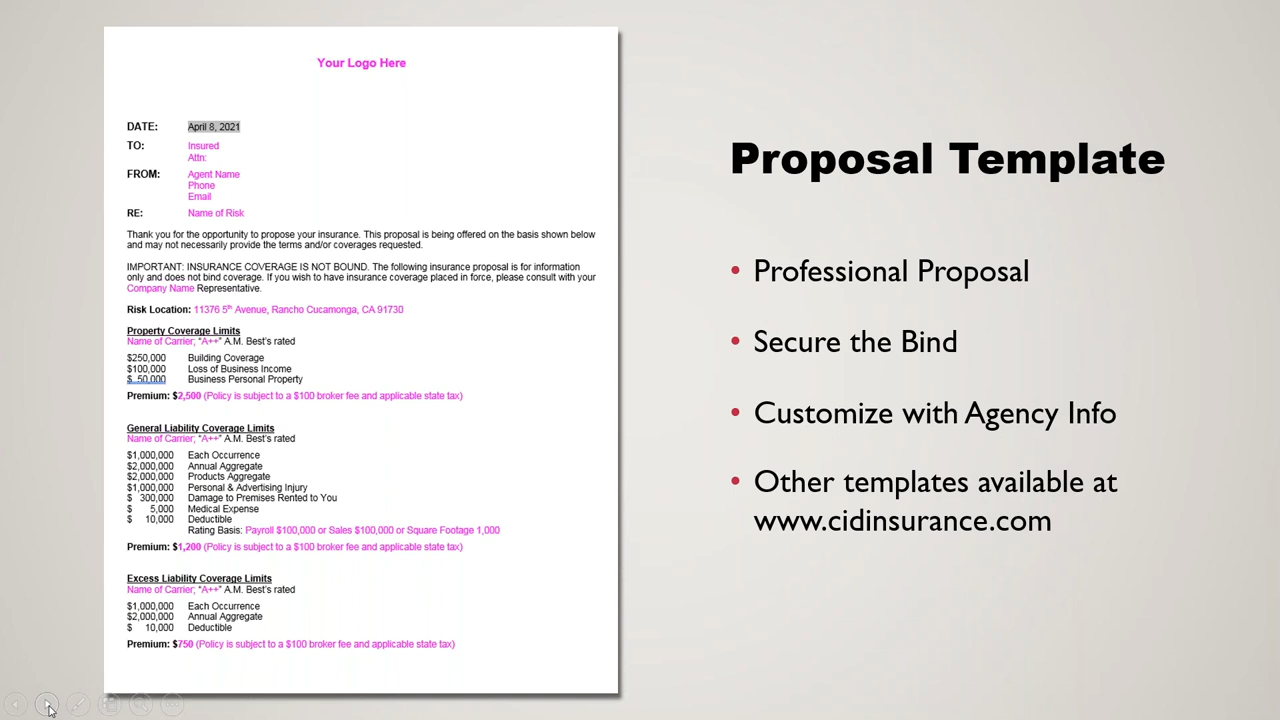 Your Logo Here
DATE: April 8, 2021
TO: Insured
Attn:
FROM: Agent Name
Phone
Email
RE: Name of Risk
Thank you for the opportunity to propose your insurance. This proposal is being offered on the basis shown below
and may not necessarily provide the terms and/or coverages requested.
IMPORTANT: INSURANCE COVERAGE IS NOT BOUND. The following insurance proposal is for information
only and does not bind coverage. If you wish to have insurance coverage placed in force, please consult with your
Company Name Representative.
Risk Location: 11376 5th Avenue, Rancho Cucamonga, CA 91730
Property Coverage Limits
Name of Carrier; “A++” A.M. Best’s rated
$250,000 Building Coverage
$100,000 Loss of Business Income
$ 50,000 Business Personal Property
Premium: $2,500 (Policy is subject to a $100 broker fee and applicable state tax)
General Liability Coverage Limits
Name of Carrier; “A++” A.M. Best’s rated
$1,000,000 Each Occurrence
$2,000,000 Annual Aggregate
$2,000,000 Products Aggregate
$1,000,000 Personal & Advertising Injury
$ 300,000 Damage to Premises Rented to You
$ 5,000 Medical Expense
$ 10,000 Deductible
Rating Basis: Payroll $100,000 or Sales $100,000 or Square Footage 1,000
Premium: $1,200 (Policy is subject to a $100 broker fee and applicable state tax)
Excess Liability Coverage Limits
Name of Carrier; “A++” A.M. Best’s rated
$1,000,000 Each Occurrence
$2,000,000 Annual Aggregate
$ 10,000 Deductible
Premium: $750 (Policy is subject to a $100 broker fee and applicable state tax)
Proposal Template
• Professional Proposal
• Secure the Bind
• Customize with Agency Info
• Other templates available at
www.cidinsurance.com